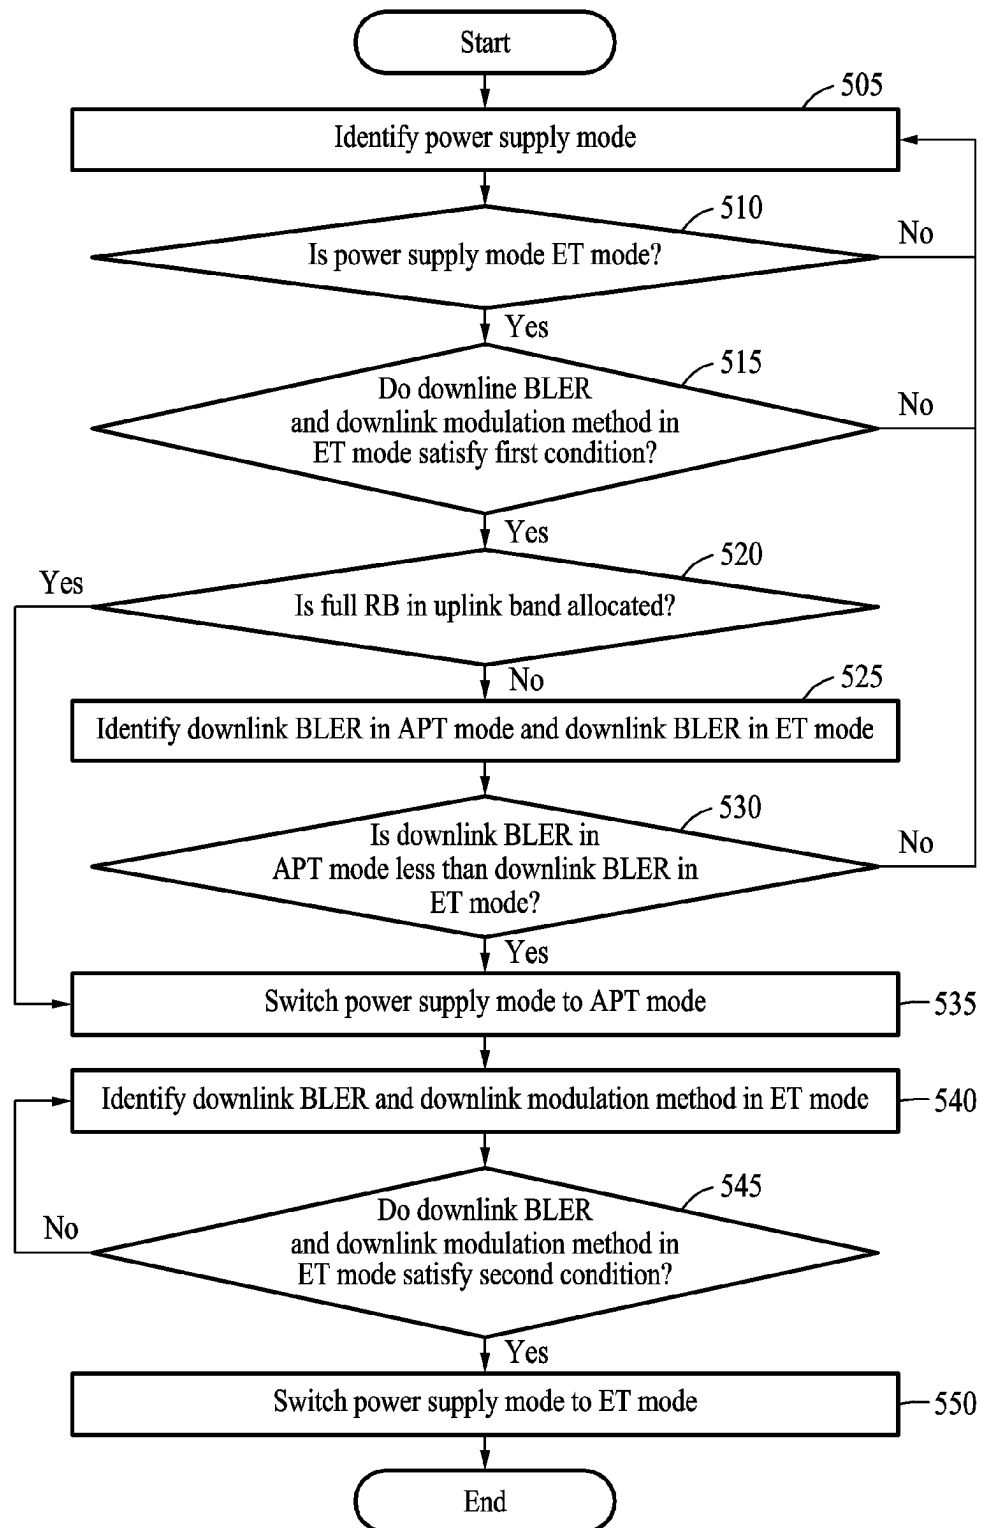 Start
505
Identify power supply mode
510
Is power supply mode ET mode?
No
Yes
515
Do downline BLER
and downlink modulation method in
ET mode satisfy first condition?
No
Yes
520
Yes
Is full RB in uplink band allocated?
No
525
Identify downlink BLER in APT mode and downlink BLER in ET mode
530
Is downlink BLER in
APT mode less than downlink BLER in
ET mode?
No
Yes
Switch power supply mode to APT mode
535
Identify downlink BLER and downlink modulation method in ET mode
540
545
Do downlink BLER
and downlink modulation method in
ET mode satisfy second condition?
No
Yes
Switch power supply mode to ET mode
550
End